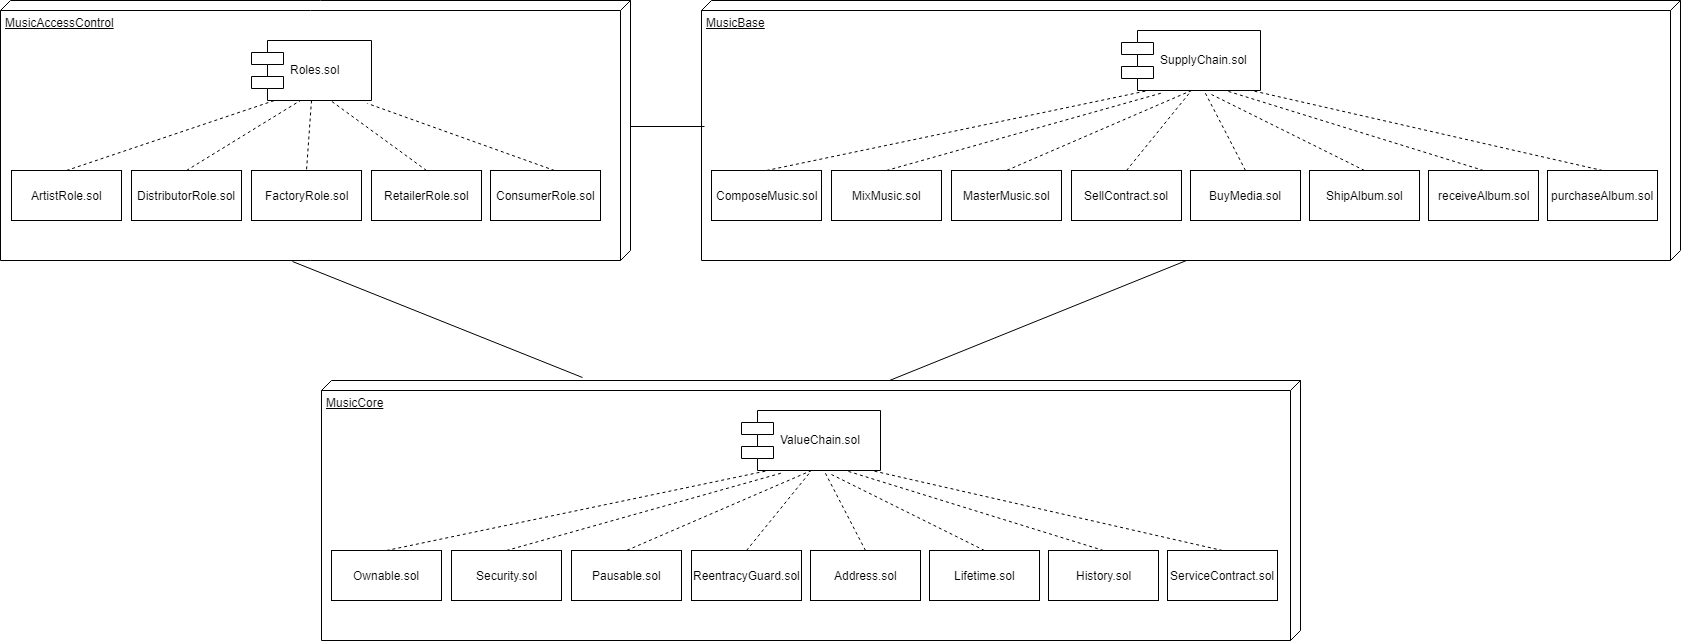 MusicAccessControl
Roles.sol
ArtistRole.sol
DistributorRole.sol
FactoryRole.sol
RetailerRole.sol
ConsumerRole.sol
MusicBase
SupplyChain.sol
ComposeMusic.sol
MixMusic.sol
MasterMusic.sol
SellContract.sol
BuyMedia.sol
ShipAlbum.sol
receiveAlbum.sol
purchaseAlbum.sol
MusicCore
ValueChain.sol
Ownable.sol
Security.sol
Pausable.sol
ReentracyGuard.sol
Address.sol
Lifetime.sol
History.sol
ServiceContract.sol